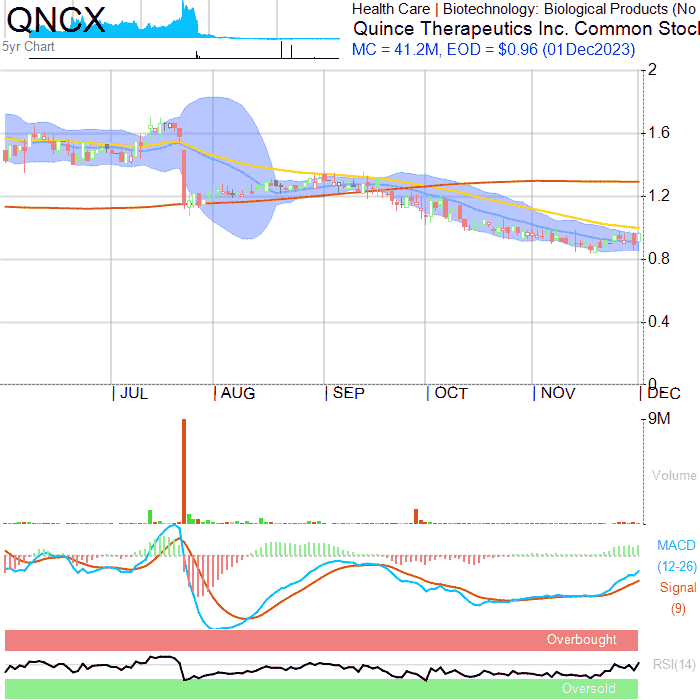 QNCX
Health Care | Biotechnology: Biological Products (No
Quince Therapeutics Inc. Common Stoc
5yr Chart
MC = 41.2M, EOD = $0.96 (01Dec2023)
2
1.6
1.2
0.8
0.4
0
| JUL | AUG | SEP | OCT | NOV | DEC
9M
Volume
MACD
(12-26)
Signal
(9)
Overbought
RSI(14)
Oversold